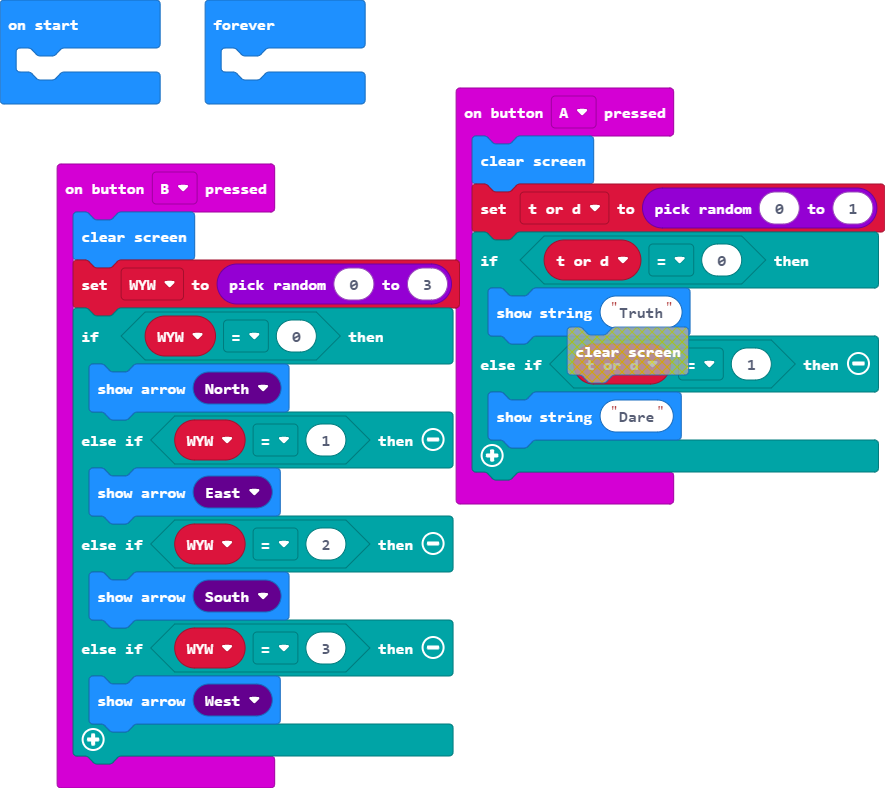 on start
forever
on button B pressed
clear screen
set WYW to pick random 0 to 3
if WYW = 0 then
show arrow North
else if WYW = 1 then
show arrow East
else if WYW = 2 then
show arrow South
else if WYW = 3 then
show arrow West
on button A pressed
clear screen
set t or d to pick random 0 to 1
if t or d = 0 then
show string "Truth"
clear screen
else if t or d = 1 then
show string "Dare"